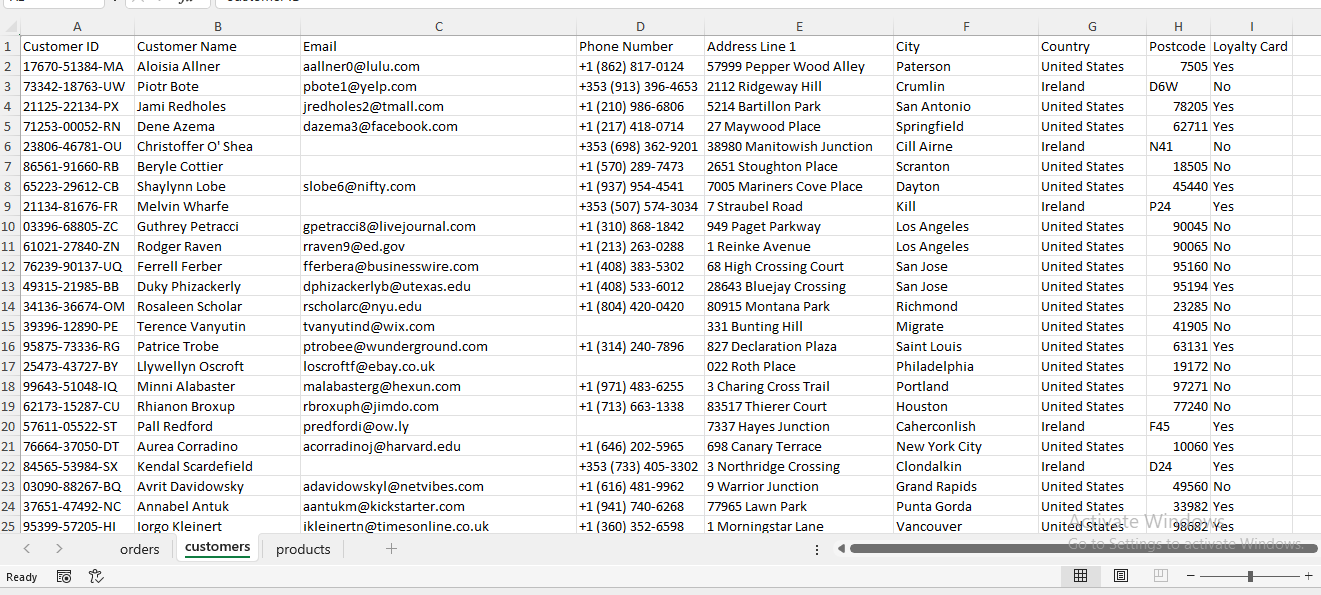 A B C D E F G H I
1 Customer ID Customer Name Email Phone Number Address Line 1 City Country Postcode Loyalty Card
2 17670-51384-MA Aloisia Allner aallner0@lulu.com +1 (862) 817-0124 57999 Pepper Wood Alley Paterson United States 7505 Yes
3 73342-18763-UW Piotr Bote pbote1@yelp.com +353 (913) 396-4653 2112 Ridgeway Hill Crumlin Ireland D6W No
4 21125-22134-PX Jami Redholes jredholes2@tmall.com +1 (210) 986-6806 5214 Bartillon Park San Antonio United States 78205 Yes
5 71253-00052-RN Dene Azema dazema3@facebook.com +1 (217) 418-0714 27 Maywood Place Springfield United States 62711 Yes
6 23806-46781-OU Christoffer O' Shea +353 (698) 362-9201 38980 Manitowish Junction Cill Airne Ireland N41 No
7 86561-91660-RB Beryle Cottier +1 (570) 289-7473 2651 Stoughton Place Scranton United States 18505 No
8 65223-29612-CB Shaylynn Lobe slobe6@nifty.com +1 (937) 954-4541 7005 Mariners Cove Place Dayton United States 45440 Yes
9 21134-81676-FR Melvin Wharfe +353 (507) 574-3034 7 Straubel Road Kill Ireland P24 Yes
10 03396-68805-ZC Guthrey Petracci gpetracci8@livejournal.com +1 (310) 868-1842 949 Paget Parkway Los Angeles United States 90045 No
11 61021-27840-ZN Rodger Raven rraven9@ed.gov +1 (213) 263-0288 1 Reinke Avenue Los Angeles United States 90065 No
12 76239-90137-UQ Ferrell Ferber fferbera@businesswire.com +1 (408) 383-5302 68 High Crossing Court San Jose United States 95160 No
13 49315-21985-BB Duky Phizackerly dphizackerlyb@utexas.edu +1 (408) 533-6012 28643 Bluejay Crossing San Jose United States 95194 Yes
14 34136-36674-OM Rosaleen Scholar rscholarc@nyu.edu +1 (804) 420-0420 80915 Montana Park Richmond United States 23285 No
15 39396-12890-PE Terence Vanyutin tvanyutind@wix.com 331 Bunting Hill Migrate United States 41905 No
16 95875-73336-RG Patrice Trobe ptrobee@wunderground.com +1 (314) 240-7896 827 Declaration Plaza Saint Louis United States 63131 Yes
17 25473-43727-BY Llywellyn Oscroft loscroftf@ebay.co.uk 022 Roth Place Philadelphia United States 19172 No
18 99643-51048-IQ Minni Alabaster malabasterg@hexun.com +1 (971) 483-6255 3 Charing Cross Trail Portland United States 97271 No
19 62173-15287-CU Rhianon Broxup rbroxuph@jimdo.com +1 (713) 663-1338 83517 Thierer Court Houston United States 77240 No
20 57611-05522-ST Pall Redford predfordi@ow.ly 7337 Hayes Junction Caherconlish Ireland F45 Yes
21 76664-37050-DT Aurea Corradino acorradinoj@harvard.edu +1 (646) 202-5965 698 Canary Terrace New York City United States 10060 Yes
22 84565-53984-SX Kendal Scardefield +353 (733) 405-3302 3 Northridge Crossing Clondalkin Ireland D24 Yes
23 03090-88267-BQ Avrit Davidowsky adavidowskyl@netvibes.com +1 (616) 481-9962 9 Warrior Junction Grand Rapids United States 49560 No
24 37651-47492-NC Annabel Antuk aantukm@kickstarter.com +1 (941) 740-6268 77965 Lawn Park Punta Gorda United States 33982 Yes
25 95399-57205-HI Iorgo Kleinert ikleinertn@timesonline.co.uk +1 (360) 352-6598 1 Morningstar Lane Vancouver United States 98682 Yes
Activate Windows
Go to Settings to activate Windows.
orders customers products
Ready